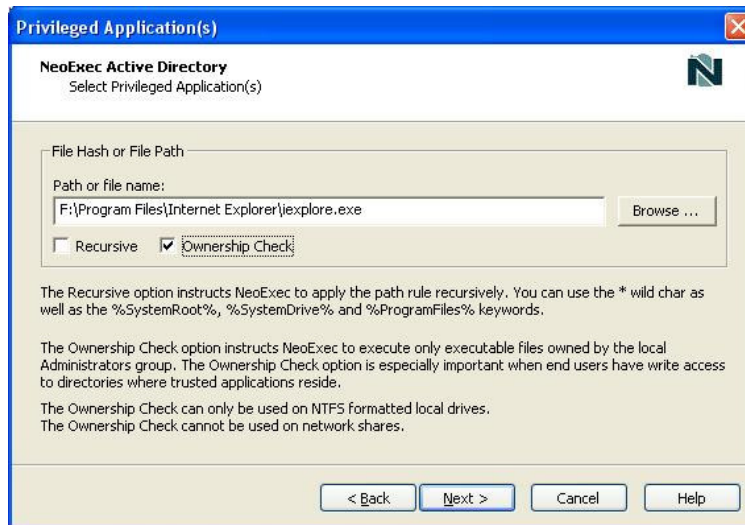 Privileged Application(s)
NeoExec Active Directory
Select Privileged Application(s)
N
File Hash or File Path
Path or file name:
F:\Program Files\Internet Explorer\iexplore.exe
Browse ...
Recursive
Ownership Check
The Recursive option instructs NeoExec to apply the path rule recursively. You can use the * wild char as
well as the %SystemRoot%, %SystemDrive% and %ProgramFiles% keywords.
The Ownership Check option instructs NeoExec to execute only executable files owned by the local
Administrators group. The Ownership Check option is especially important when end users have write access
to directories where trusted applications reside.
The Ownership Check can only be used on NTFS formatted local drives.
The Ownership Check cannot be used on network shares.
< Back
Next >
Cancel
Help